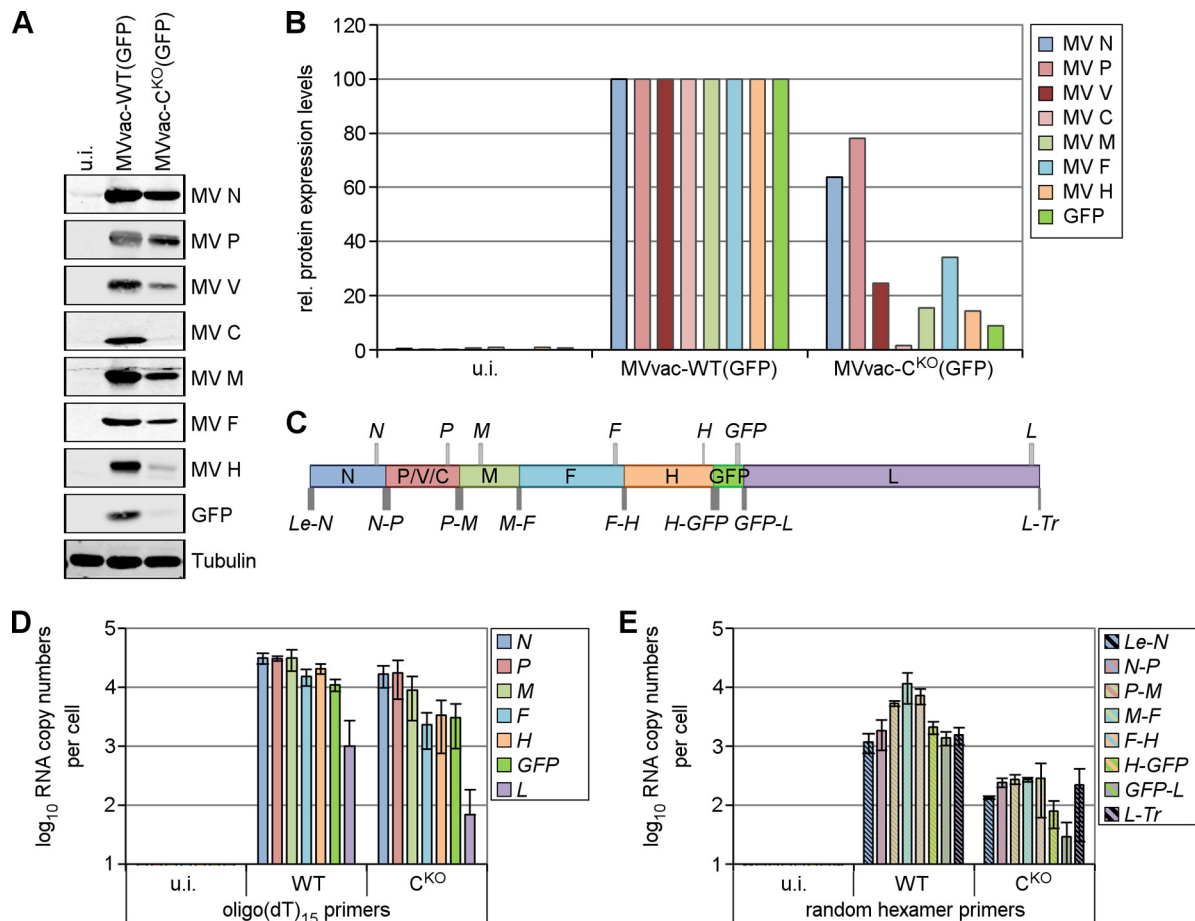 A
u.i.
MVvac-WT(GFP)
MVvac-C^KO(GFP)
MV N
MV P
MV V
MV C
MV M
MV F
MV H
GFP
Tubulin
B
rel. protein expression levels
120
100
80
60
40
20
0
u.i.
MVvac-WT(GFP)
MVvac-C^KO(GFP)
MV N
MV P
MV V
MV C
MV M
MV F
MV H
GFP
C
N P M F H GFP L
N P/V/C M F H GFP L
Le-N N-P P-M M-F F-H H-GFP GFP-L L-Tr
D
log₁₀ RNA copy numbers
per cell
5
4
3
2
1
u.i. WT C^KO
oligo(dT)₁₅ primers
N
P
M
F
H
GFP
L
E
log₁₀ RNA copy numbers
per cell
5
4
3
2
1
u.i. WT C^KO
random hexamer primers
Le-N
N-P
P-M
M-F
F-H
H-GFP
GFP-L
L-Tr